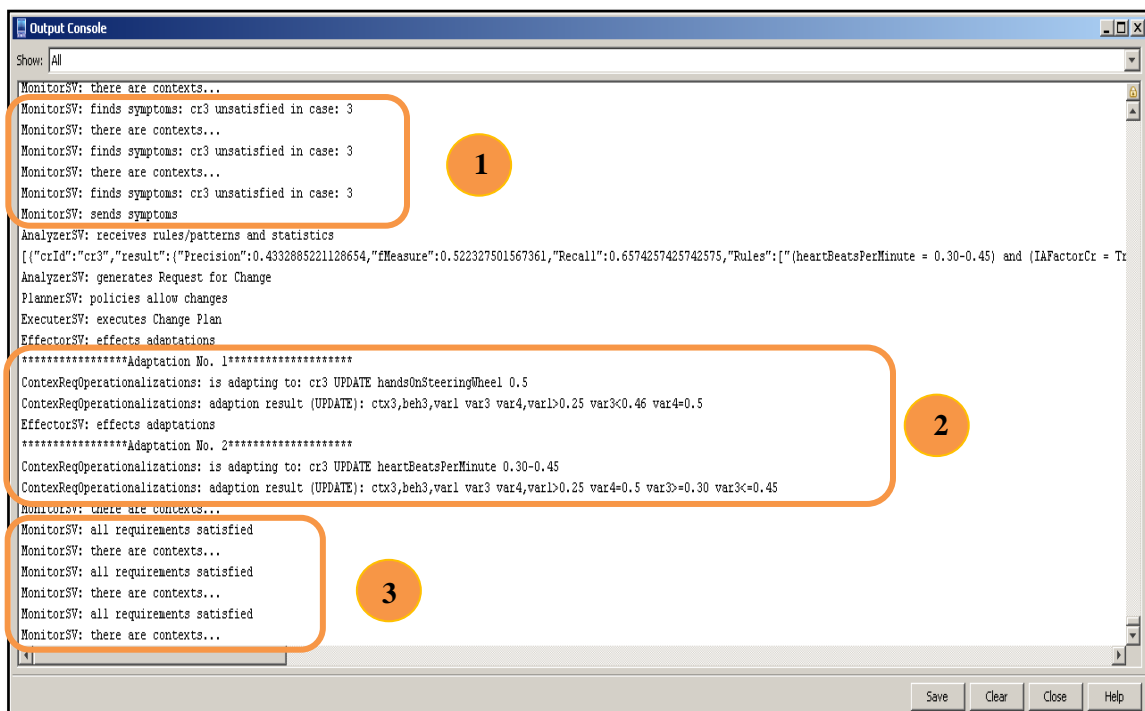 Output Console
Show: All
MonitorSV: there are contexts...
MonitorSV: finds symptoms: cr3 unsatisfied in case: 3
MonitorSV: there are contexts...
MonitorSV: finds symptoms: cr3 unsatisfied in case: 3
MonitorSV: there are contexts...
MonitorSV: finds symptoms: cr3 unsatisfied in case: 3
MonitorSV: sends symptoms
1
AnalyzerSV: receives rules/patterns and statistics
[{"crId":"cr3","result":{"Precision":0.4332885221128654,"fMeasure":0.522327501567361,"Recall":0.6574257425742575,"Rules":["(heartBeatsPerMinute = 0.30-0.45) and (IAFactorCr = Tr
AnalyzerSV: generates Request for Change
PlannerSV: policies allow changes
ExecuterSV: executes Change Plan
EffectorSV: effects adaptations
*****************Adaptation No. 1********************
ContexReqOperationalizations: is adapting to: cr3 UPDATE handsOnSteeringWheel 0.5
ContexReqOperationalizations: adaption result (UPDATE): ctx3,beh3,var1 var3 var4,var1>0.25 var3<0.46 var4=0.5
EffectorSV: effects adaptations
*****************Adaptation No. 2********************
ContexReqOperationalizations: is adapting to: cr3 UPDATE heartBeatsPerMinute 0.30-0.45
ContexReqOperationalizations: adaption result (UPDATE): ctx3,beh3,var1 var3 var4,var1>0.25 var4=0.5 var3>=0.30 var3<=0.45
2
MonitorSV: there are contexts...
MonitorSV: all requirements satisfied
MonitorSV: there are contexts...
MonitorSV: all requirements satisfied
MonitorSV: there are contexts...
MonitorSV: all requirements satisfied
MonitorSV: there are contexts...
3
Save Clear Close Help